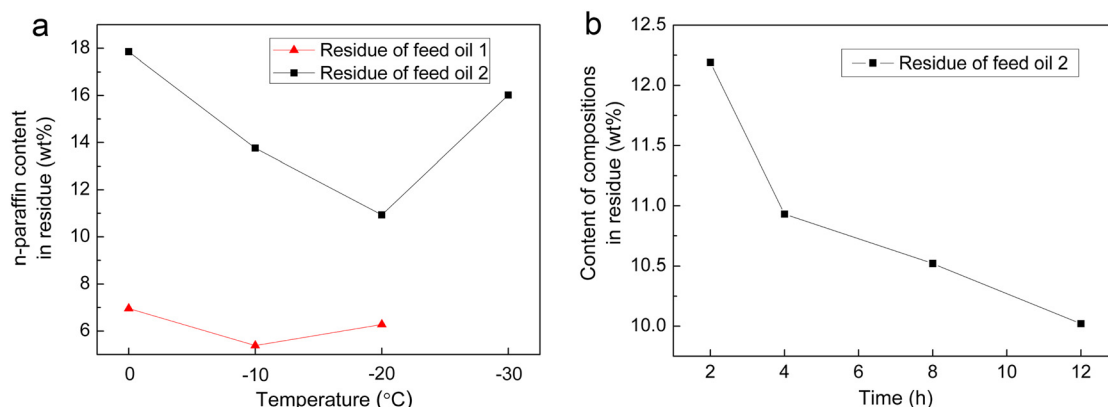 a
n-paraffin content
in residue (wt%)
18
16
14
12
11
10
8
7
6
Residue of feed oil 1
Residue of feed oil 2
0
-10
-20
-30
Temperature (°C)
b
Content of compositions
in residue (wt%)
12.5
12.0
11.5
11.0
10.5
10.0
Residue of feed oil 2
2
4
6
8
10
12
Time (h)